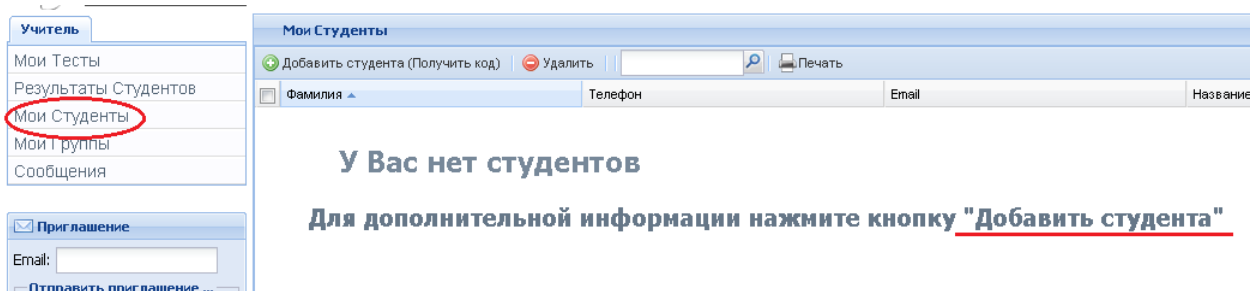 Учитель
Мои Тесты
Результаты Студентов
Мои Студенты
Мои Группы
Сообщения
Приглашение
Email:
Отправить приглашение ...
Мои Студенты
Добавить студента (Получить код) Удалить Печать
Фамилия Телефон Email Название
У Вас нет студентов
Для дополнительной информации нажмите кнопку "Добавить студента"